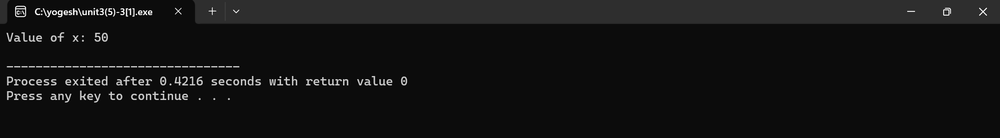 C:\yogesh\unit3(5)-3[1].exe
Value of x: 50
--------------------------------
Process exited after 0.4216 seconds with return value 0
Press any key to continue . . .